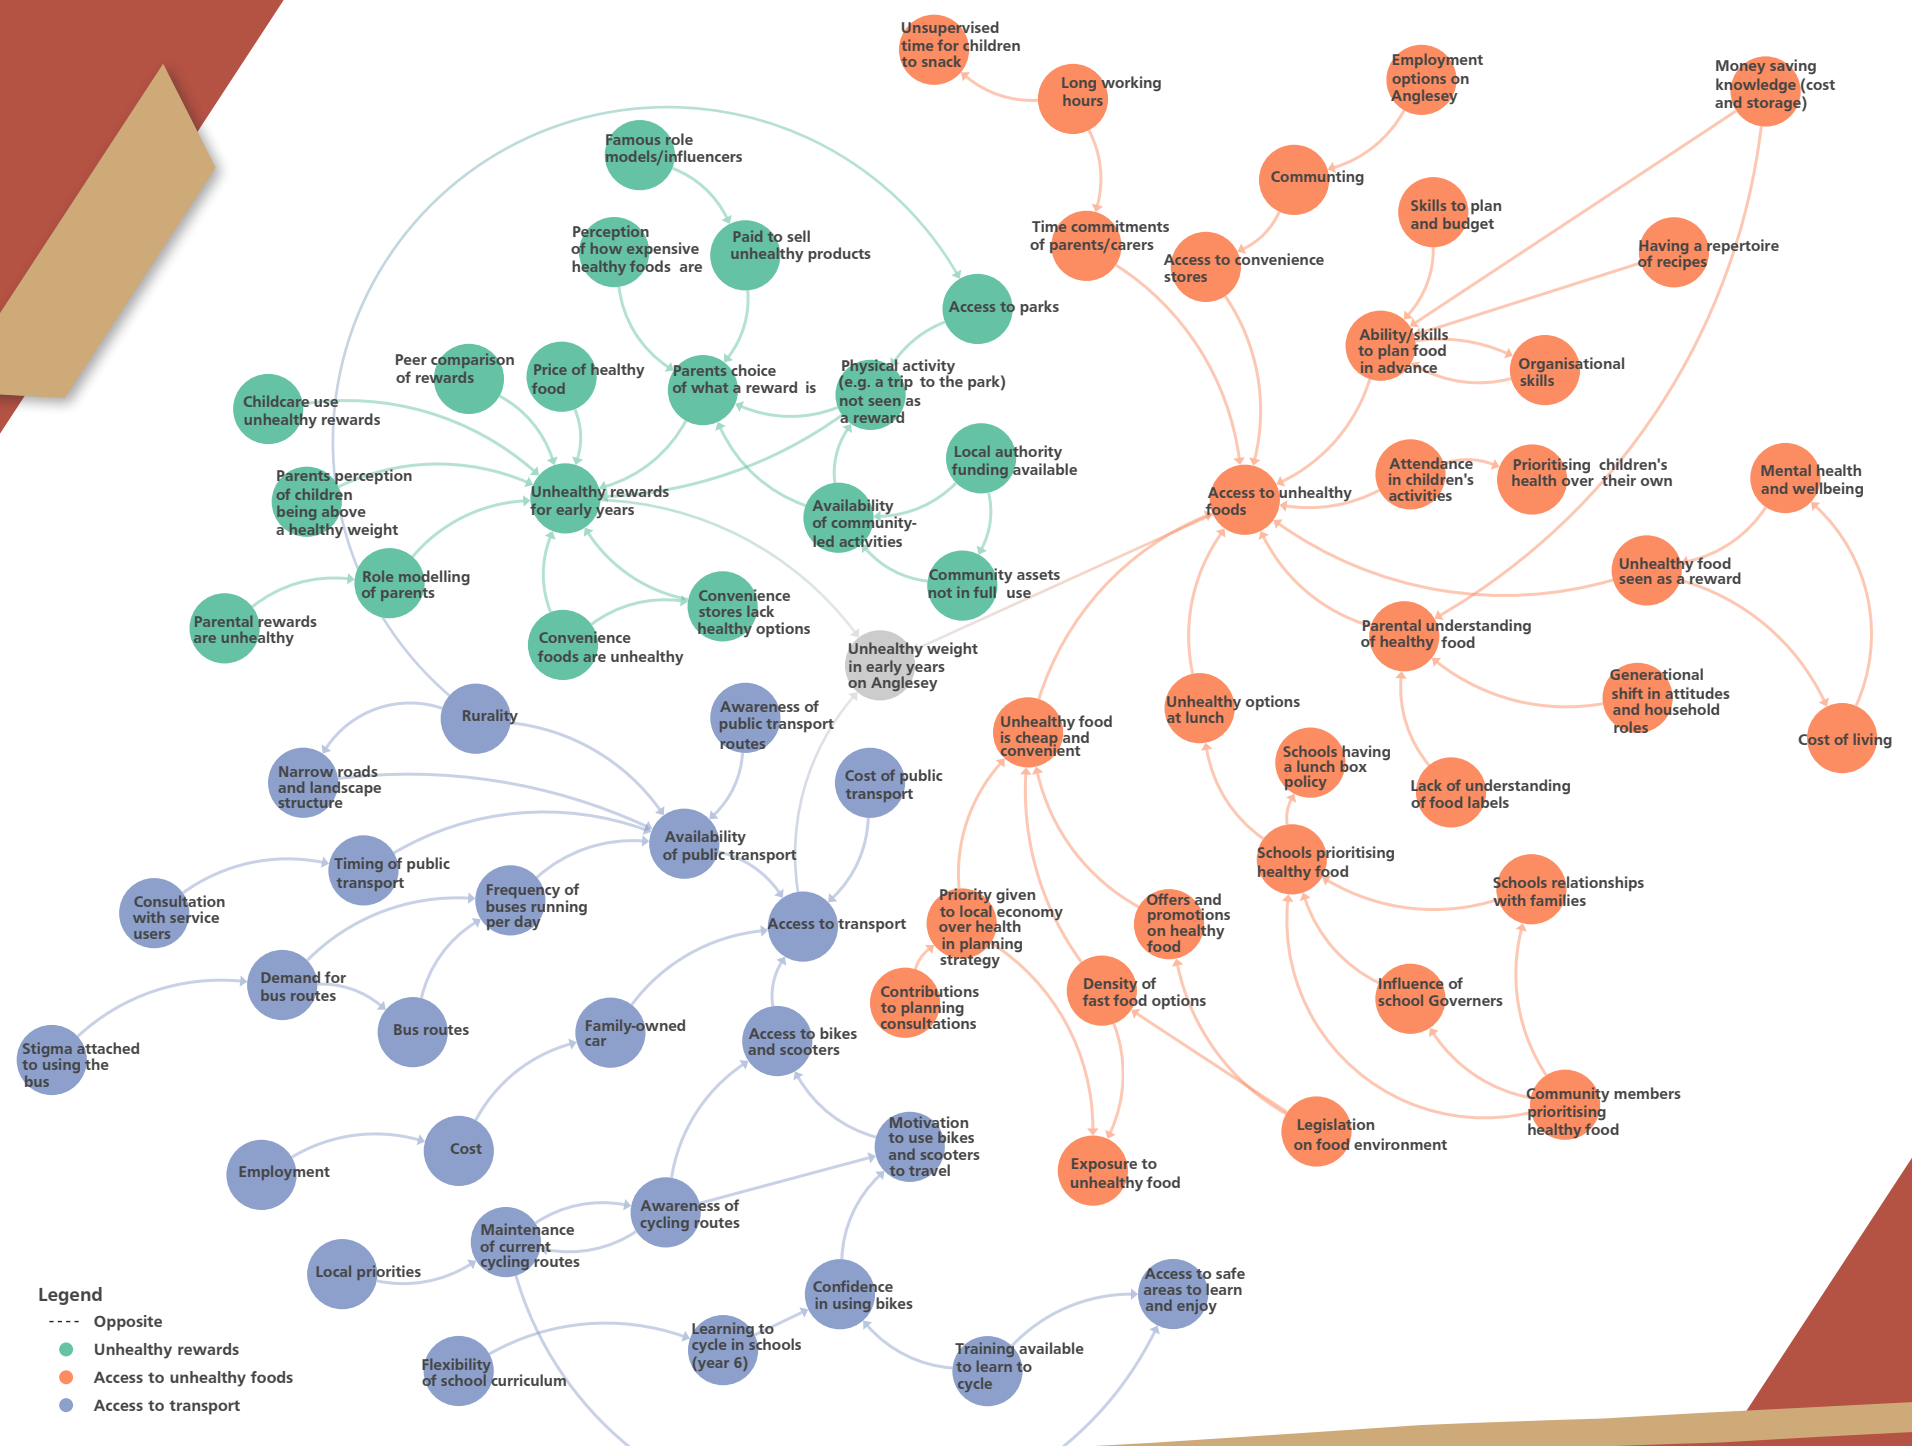 Unsupervised
time for children
to snack
Long working
hours
Employment
options on
Anglesey
Money saving
knowledge (cost
and storage)
Famous role
models/influencers
Communting
Skills to plan
and budget
Perception
of how expensive
healthy foods are
Paid to sell
unhealthy products
Time commitments
of parents/carers
Access to convenience
stores
Having a repertoire
of recipes
Access to parks
Peer comparison
of rewards
Price of healthy
food
Parents choice
of what a reward is
Physical activity
(e.g. a trip to the park)
not seen as
a reward
Ability/skills
to plan food
in advance
Organisational
skills
Childcare use
unhealthy rewards
Local authority
funding available
Attendance
in children's
activities
Prioritising children's
health over their own
Mental health
and wellbeing
Parents perception
of children
being above
a healthy weight
Unhealthy rewards
for early years
Availability
of community-
led activities
Access to unhealthy
foods
Role modelling
of parents
Community assets
not in full use
Unhealthy food
seen as a reward
Parental rewards
are unhealthy
Convenience
stores lack
healthy options
Convenience
foods are unhealthy
Unhealthy weight
in early years
on Anglesey
Parental understanding
of healthy food
Generational
shift in attitudes
and household
roles
Rurality
Awareness of
public transport
routes
Unhealthy food
is cheap and
convenient
Unhealthy options
at lunch
Cost of living
Narrow roads
and landscape
structure
Cost of public
transport
Schools having
a lunch box
policy
Lack of understanding
of food labels
Availability
of public transport
Timing of public
transport
Schools prioritising
healthy food
Consultation
with service
users
Frequency of
buses running
per day
Access to transport
Priority given
to local economy
over health
in planning
strategy
Offers and
promotions
on healthy
food
Schools relationships
with families
Demand for
bus routes
Bus routes
Contributions
to planning
consultations
Density of
fast food options
Influence of
school Governers
Stigma attached
to using the
bus
Family-owned
car
Access to bikes
and scooters
Community members
prioritising
healthy food
Employment
Cost
Motivation
to use bikes
and scooters
to travel
Legislation
on food environment
Exposure to
unhealthy food
Awareness of
cycling routes
Maintenance
of current
cycling routes
Local priorities
Confidence
in using bikes
Access to safe
areas to learn
and enjoy
Learning to
cycle in schools
(year 6)
Flexibility
of school curriculum
Training available
to learn to
cycle
Legend
Opposite
Unhealthy rewards
Access to unhealthy foods
Access to transport